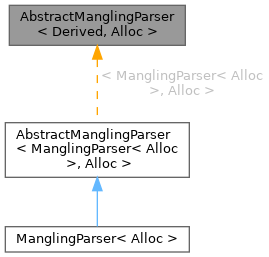 AbstractManglingParser
< Derived, Alloc >
< ManglingParser< Alloc
>, Alloc >
AbstractManglingParser
< ManglingParser< Alloc
>, Alloc >
ManglingParser< Alloc >